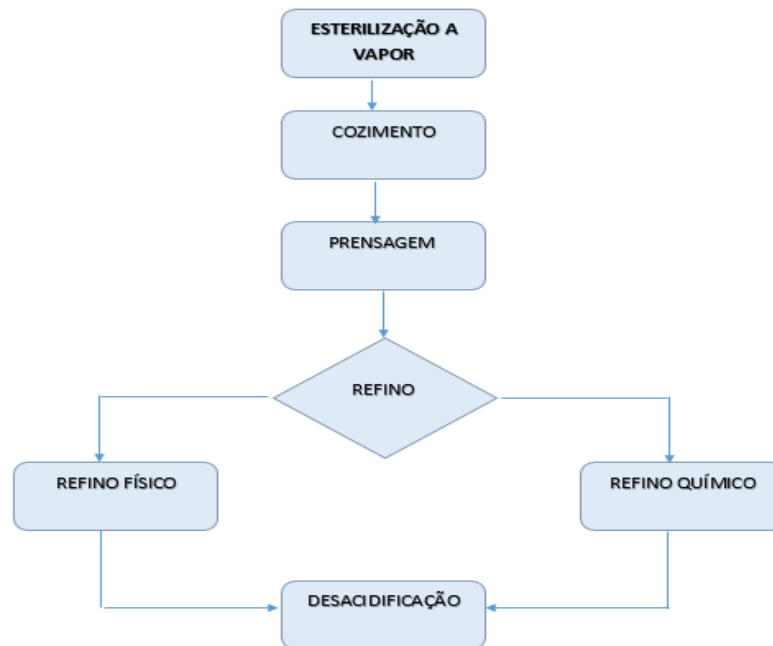 ESTERILIZAÇÃO A
VAPOR
COZIMENTO
PRENSAGEM
REFINO
REFINO FÍSICO
REFINO QUÍMICO
DESACIDIFICAÇÃO